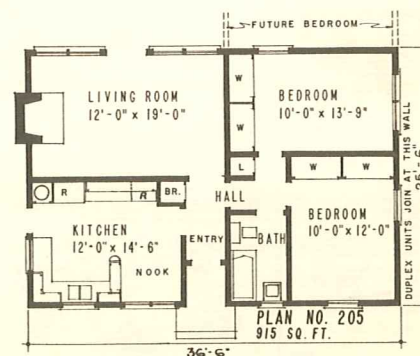 FUTURE BEDROOM
LIVING ROOM
12'-0" x 19'-0"
W
W
BEDROOM
10'-0" x 13'-9"
DUPLEX UNITS JOIN AT THIS WALL
25'-6"
L
W
W
R
R
BR.
HALL
BEDROOM
10'-0" x 12'-0"
KITCHEN
12'-0" x 14'-6"
NOOK
ENTRY
BATH
PLAN NO. 205
915 SQ. FT.
36'-6"